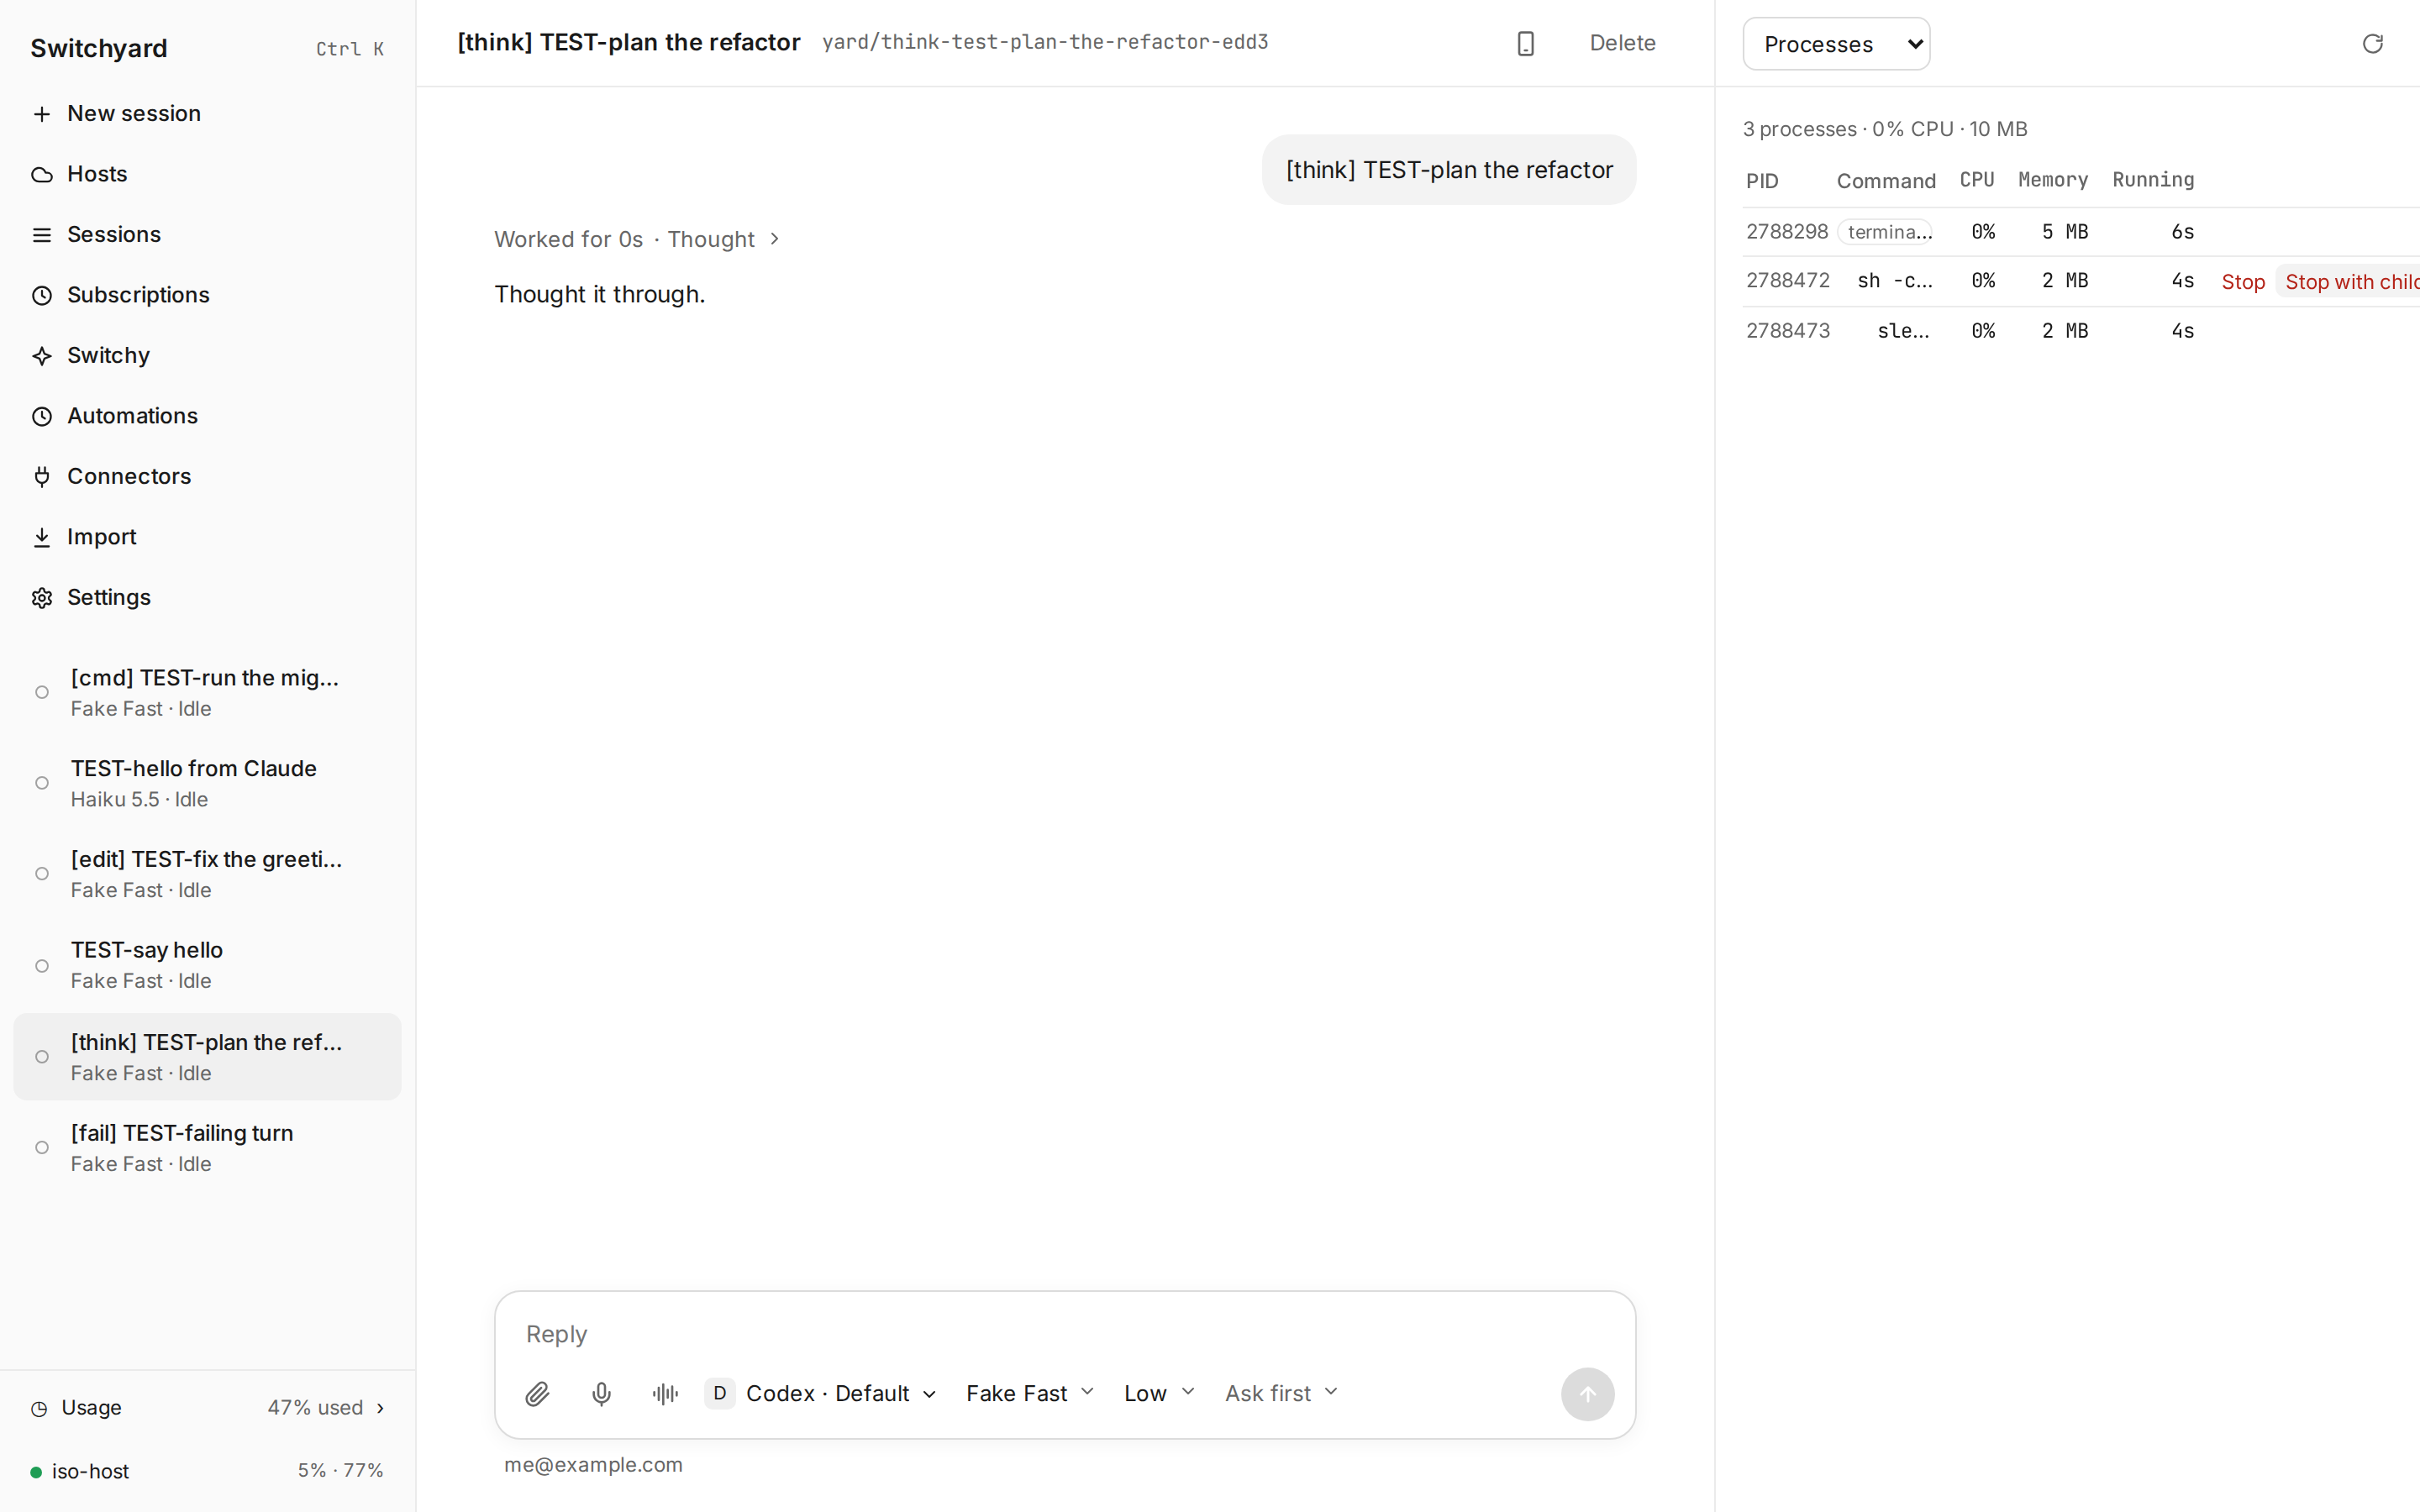 Switchyard Ctrl K
New session
Hosts
Sessions
Subscriptions
Switchy
Automations
Connectors
Import
Settings
[cmd] TEST-run the mig...
Fake Fast · Idle
TEST-hello from Claude
Haiku 5.5 · Idle
[edit] TEST-fix the greeti...
Fake Fast · Idle
TEST-say hello
Fake Fast · Idle
[think] TEST-plan the ref...
Fake Fast · Idle
[fail] TEST-failing turn
Fake Fast · Idle
Usage 47% used
iso-host 5% · 77%
[think] TEST-plan the refactor yard/think-test-plan-the-refactor-edd3 Delete
[think] TEST-plan the refactor
Worked for 0s · Thought
Thought it through.
Reply
D Codex · Default Fake Fast Low Ask first
me@example.com
Processes
3 processes · 0% CPU · 10 MB
PID Command CPU Memory Running
2788298 termina... 0% 5 MB 6s
2788472 sh -c... 0% 2 MB 4s Stop Stop with chilc
2788473 sle... 0% 2 MB 4s